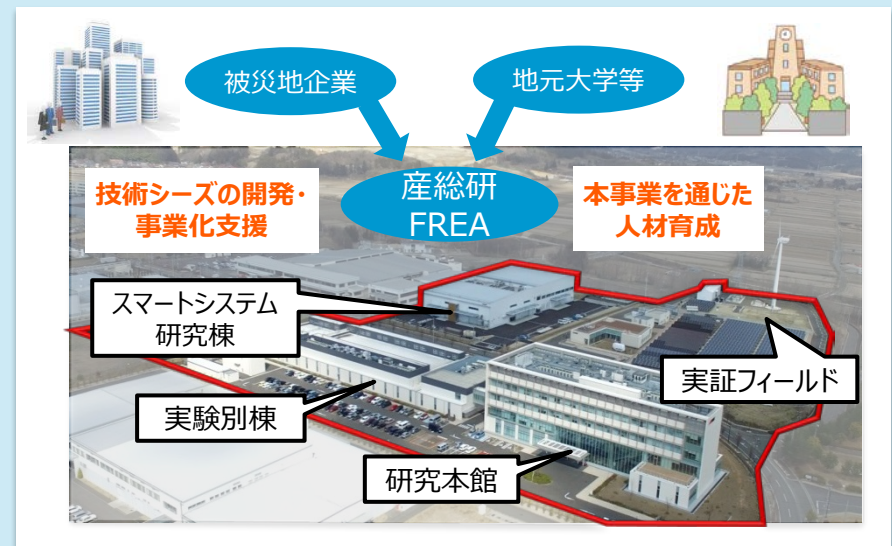 被災地企業
地元大学等
産総研
FREA
技術シーズの開発・
事業化支援
本事業を通じた
人材育成
スマートシステム
研究棟
実証フィールド
実験別棟
研究本館